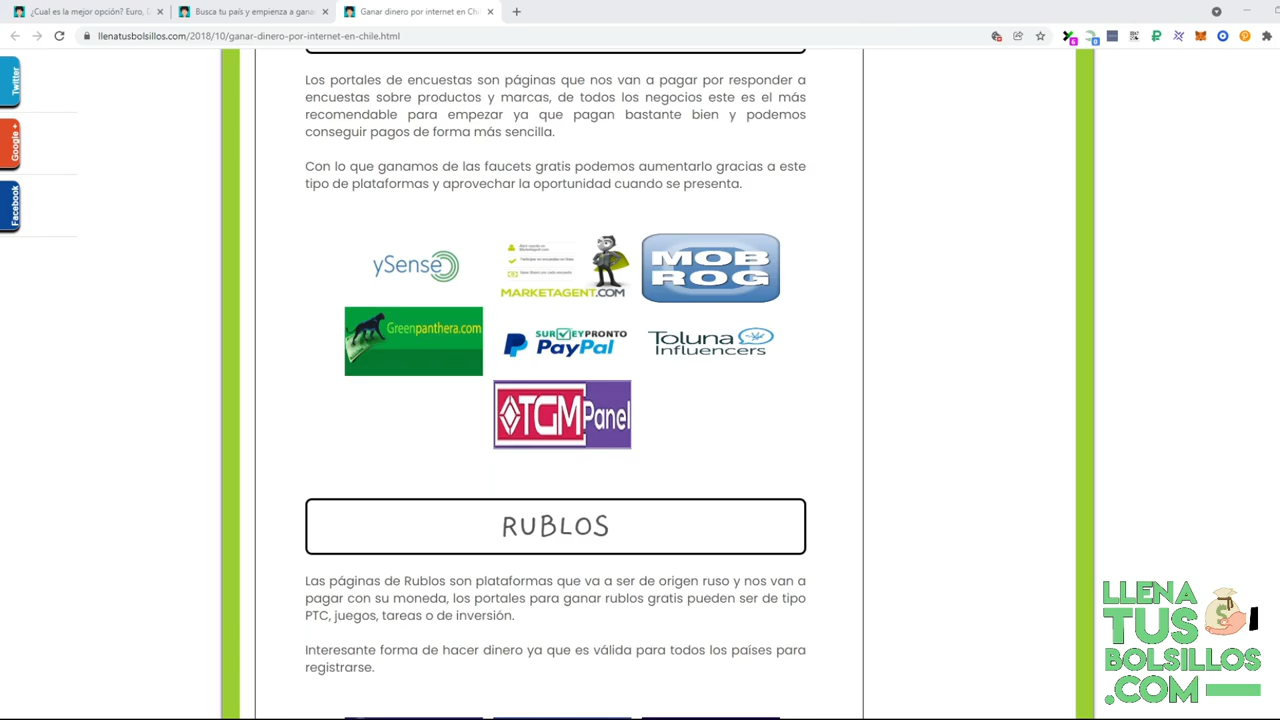 ¿Cual es la mejor opción? Euro, 
Busca tu país y empienza a gana
Ganar dinero por internet en Chi
llenatusbolsillos.com/2018/10/ganar-dinero-por-internet-en-chile.html
Twitter
Google +
Facebook
Los portales de encuestas son páginas que nos van a pagar por responder a
encuestas sobre productos y marcas, de todos los negocios este es el más
recomendable para empezar ya que pagan bastante bien y podemos
conseguir pagos de forma más sencilla.
Con lo que ganamos de las faucets gratis podemos aumentarlo gracias a este
tipo de plataformas y aprovechar la oportunidad cuando se presenta.
ySense
MARKETAGENT.COM
MOB
ROG
Greenpanthera.com
SURVEYPRONTO
PayPal
Toluna
Influencers
TGM Panel
RUBLOS
Las páginas de Rublos son plataformas que va a ser de origen ruso y nos van a
pagar con su moneda, los portales para ganar rublos gratis pueden ser de tipo
PTC, juegos, tareas o de inversión.
Interesante forma de hacer dinero ya que es válida para todos los países para
registrarse.
LLENA
TUS
BOLSILLOS
.COM